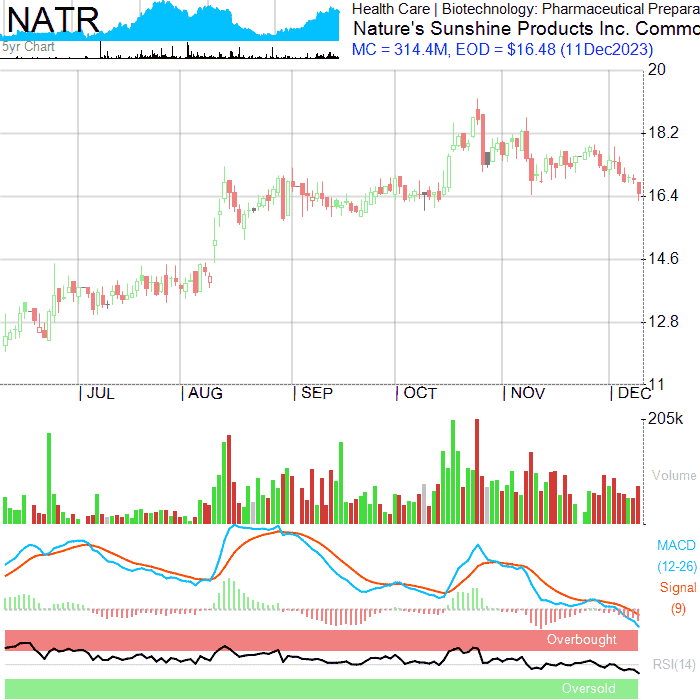 NATR
5yr Chart
Health Care | Biotechnology: Pharmaceutical Prepara
Nature's Sunshine Products Inc. Commo
MC = 314.4M, EOD = $16.48 (11Dec2023)
20
18.2
16.4
14.6
12.8
11
JUL
AUG
SEP
OCT
NOV
DEC
205k
Volume
MACD
(12-26)
Signal
(9)
Overbought
RSI(14)
Oversold